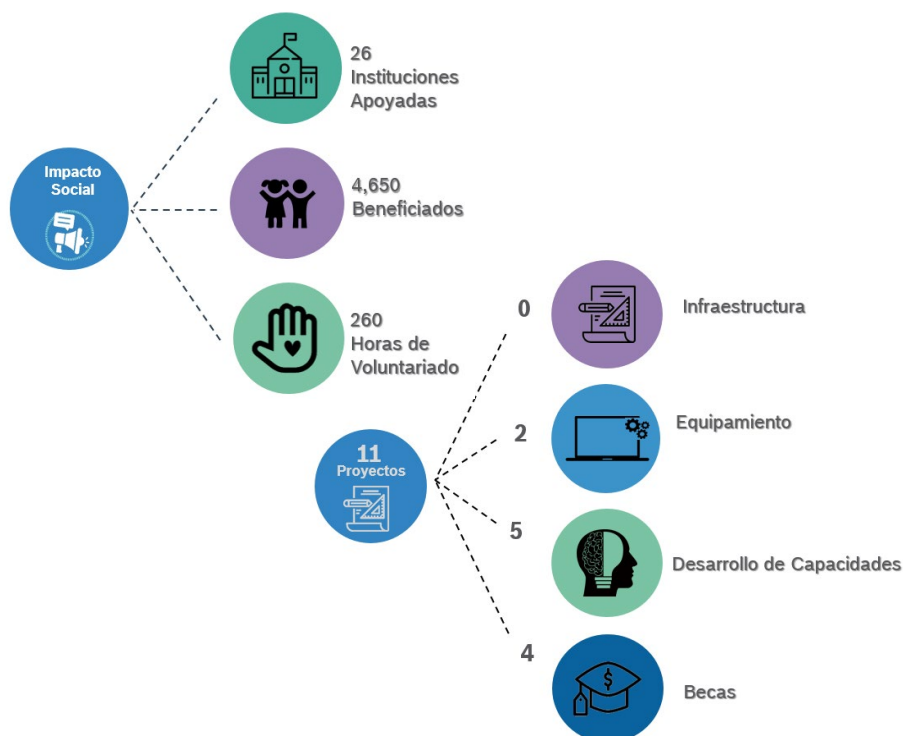 26
Instituciones
Apoyadas
Impacto
Social
4,650
Beneficiados
260
Horas de
Voluntariado
11
Proyectos
0
Infraestructura
2
Equipamiento
5
Desarrollo de Capacidades
4
$
Becas